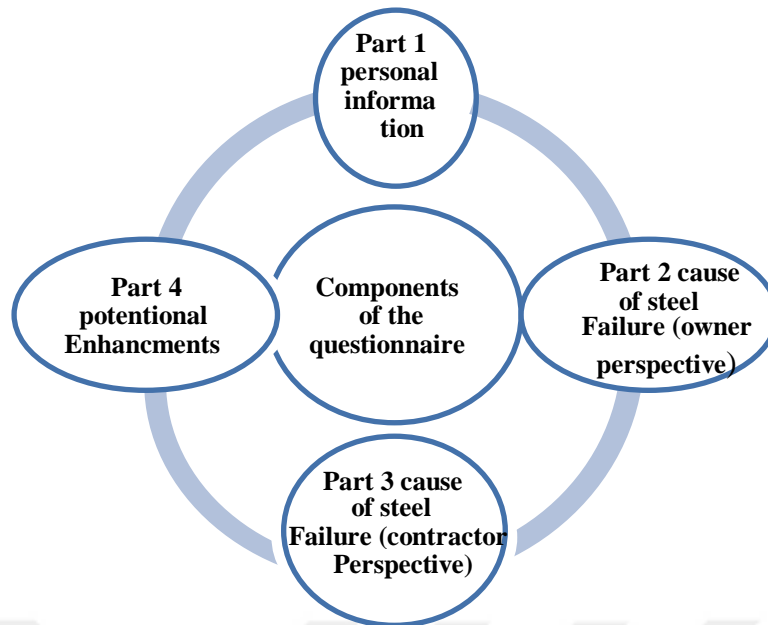 Part 1
personal
informa
tion
Components
of the
questionnaire
Part 2 cause
of steel
Failure (owner
perspective)
Part 3 cause
of steel
Failure (contractor
Perspective)
Part 4
potentional
Enhancments